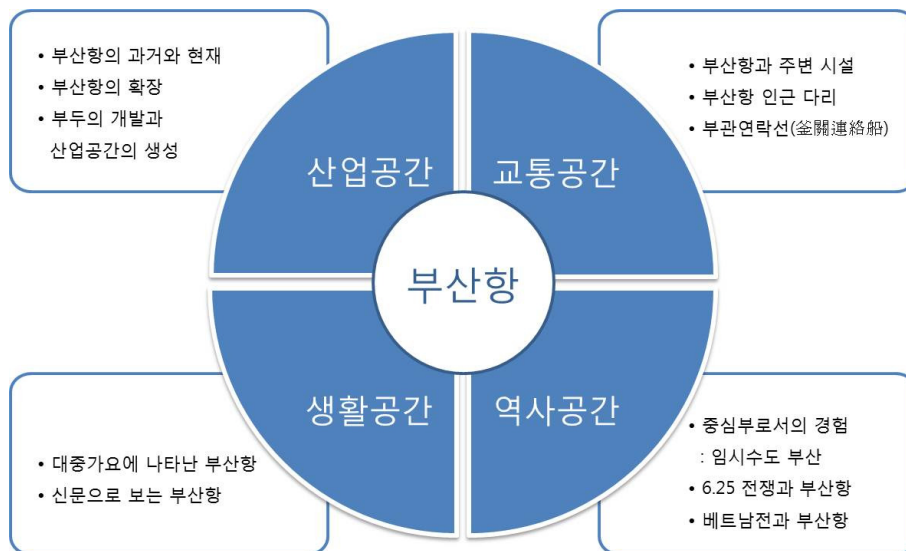 • 부산항의 과거와 현재
• 부산항의 확장
• 부두의 개발과
산업공간의 생성
• 부산항과 주변 시설
• 부산항 인근 다리
• 부관연락선(釜關連絡船)
산업공간
교통공간
부산항
생활공간
역사공간
• 대중가요에 나타난 부산항
• 신문으로 보는 부산항
• 중심부로서의 경험
: 임시수도 부산
• 6.25 전쟁과 부산항
• 베트남전과 부산항